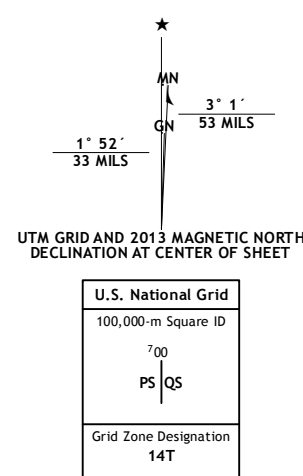 ★
MN
3° 1´
53 MILS
GN
1° 52´
33 MILS
UTM GRID AND 2013 MAGNETIC NORTH
DECLINATION AT CENTER OF SHEET
U.S. National Grid
100,000-m Square ID
⁷00
PS QS
Grid Zone Designation
14T